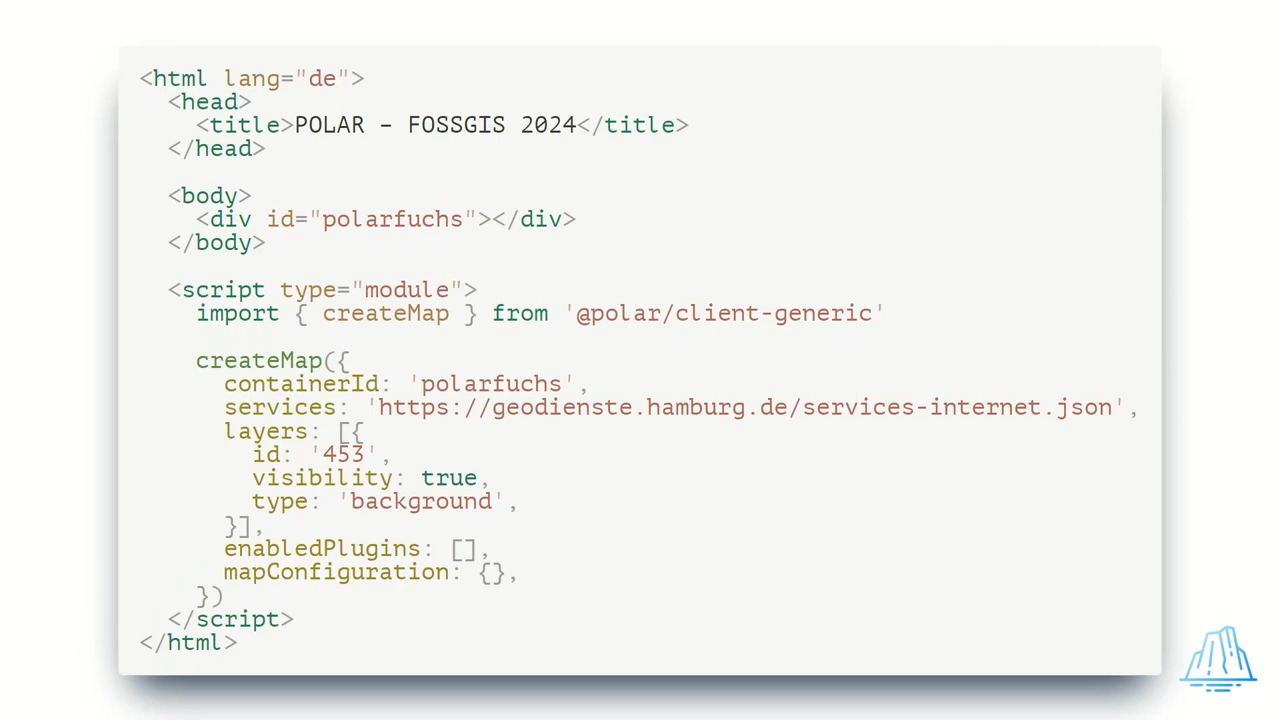 <html lang="de">
  <head>
    <title>POLAR – FOSSGIS 2024</title>
  </head>

  <body>
    <div id="polarfuchs"></div>
  </body>

  <script type="module">
    import { createMap } from '@polar/client-generic'

    createMap({
      containerId: 'polarfuchs',
      services: 'https://geodienste.hamburg.de/services-internet.json',
      layers: [{
        id: '453',
        visibility: true,
        type: 'background',
      }],
      enabledPlugins: [],
      mapConfiguration: {},
    })
  </script>
</html>